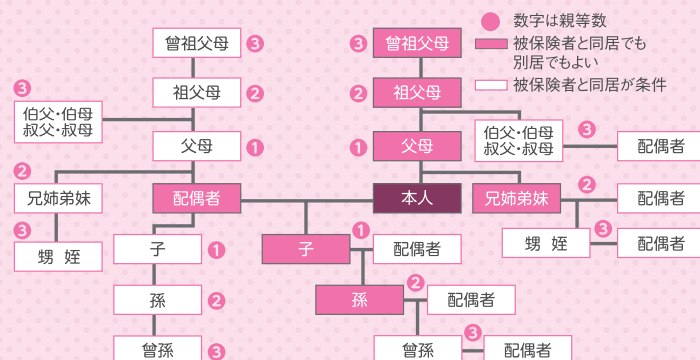 数字は親等数
被保険者と同居でも
別居でもよい
被保険者と同居が条件
曾祖父母 3
3 曾祖父母
祖父母 2
2 祖父母
3
伯父・伯母
叔父・叔母
伯父・伯母
叔父・叔母
3
配偶者
父母 1
1 父母
2
兄姉弟妹
配偶者
本人
兄姉弟妹
2
配偶者
3
甥 姪
甥 姪
3
配偶者
子 1
子
1
配偶者
孫 2
孫
2
配偶者
曾孫 3
曾孫
3
配偶者